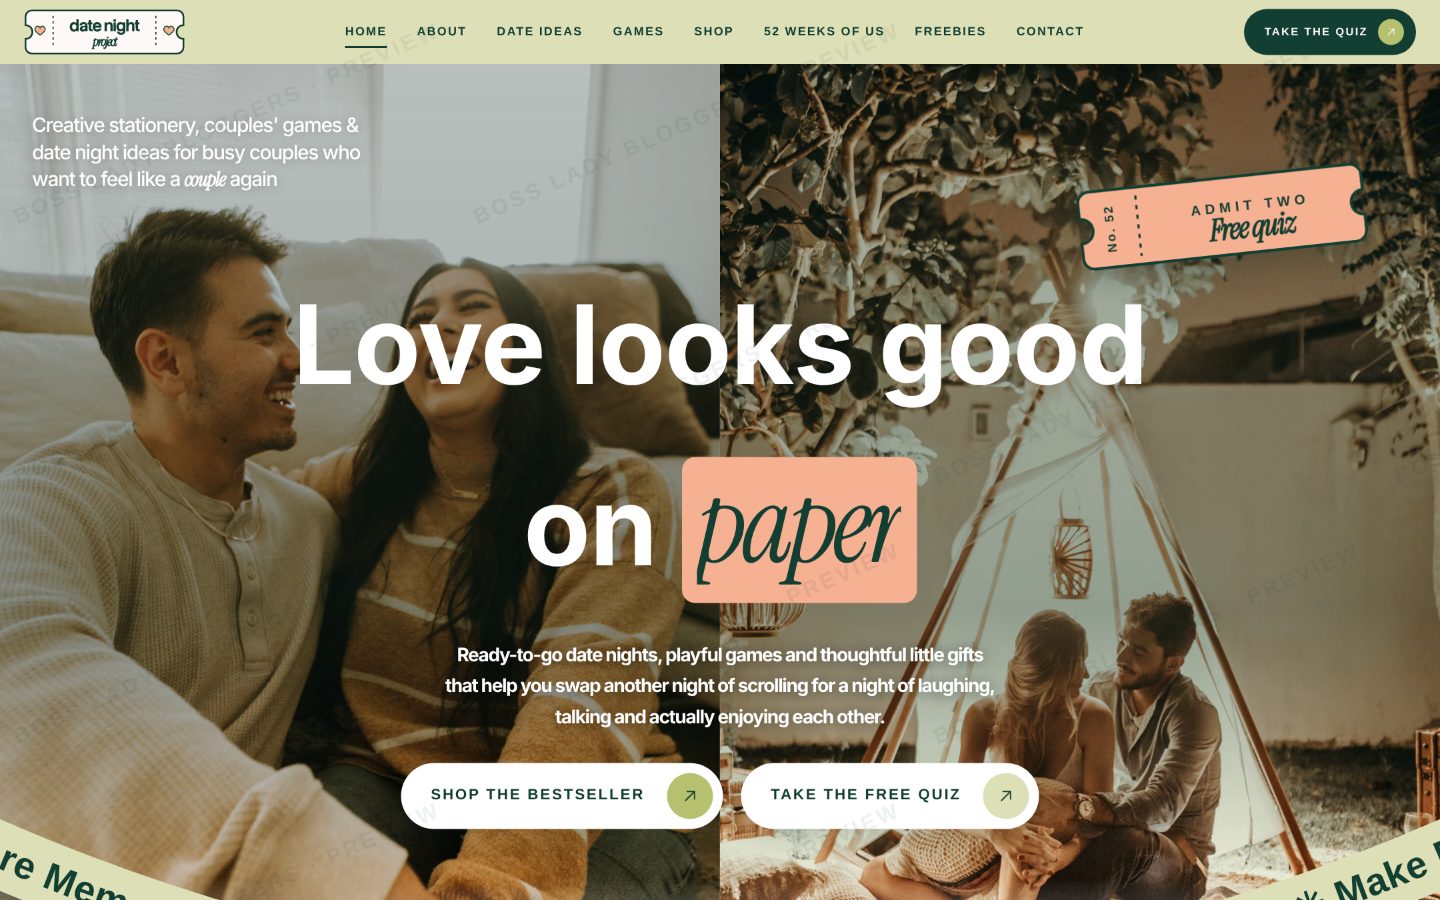 date night
project
HOME
ABOUT
DATE IDEAS
GAMES
SHOP
52 WEEKS OF US
FREEBIES
CONTACT
TAKE THE QUIZ
Creative stationery, couples' games &
date night ideas for busy couples who
want to feel like a couple again
No. 52
ADMIT TWO
Free quiz
Love looks good
on paper
Ready-to-go date nights, playful games and thoughtful little gifts
that help you swap another night of scrolling for a night of laughing,
talking and actually enjoying each other.
SHOP THE BESTSELLER
TAKE THE FREE QUIZ
re Mem
Make
BOSS LADY BLOGGERS · PREVIEW